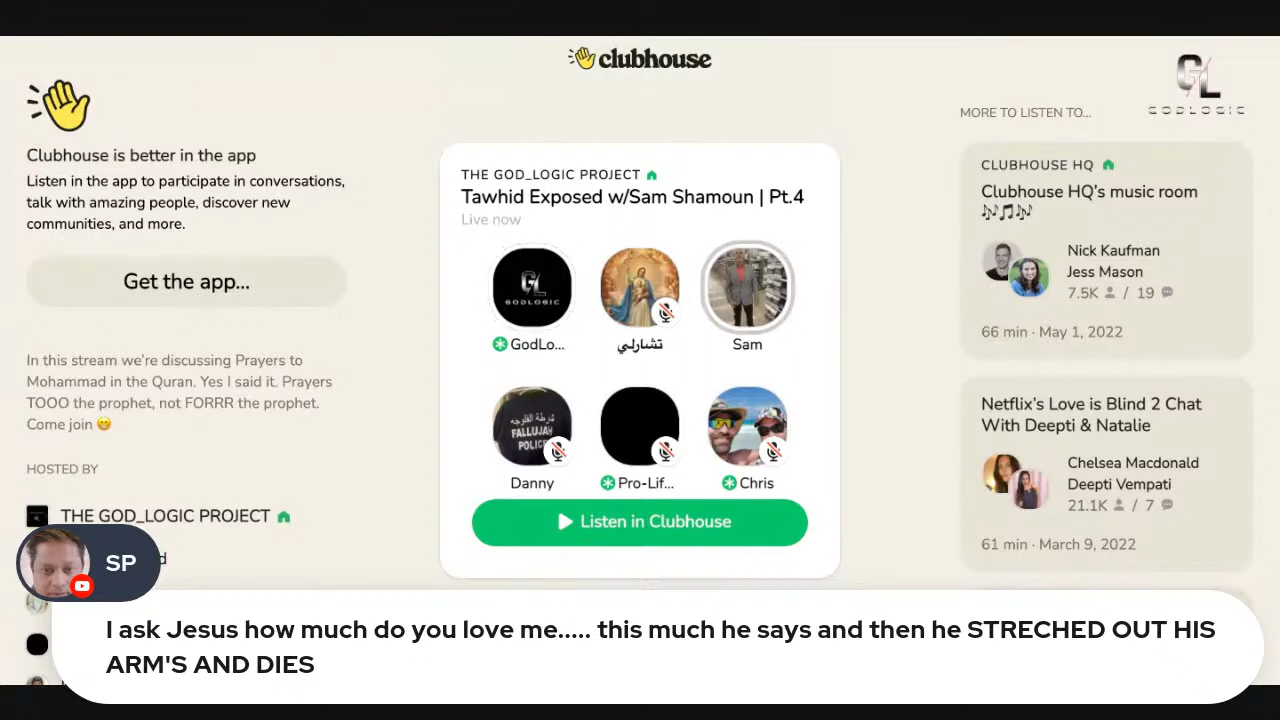 clubhouse
GL
GODLOGIC
MORE TO LISTEN TO...
Clubhouse is better in the app
Listen in the app to participate in conversations,
talk with amazing people, discover new
communities, and more.
Get the app...
In this stream we're discussing Prayers to
Mohammad in the Quran. Yes I said it. Prayers
TOOO the prophet, not FORRR the prophet.
Come join 😁
HOSTED BY
THE GOD_LOGIC PROJECT
THE GOD_LOGIC PROJECT
Tawhid Exposed w/Sam Shamoun | Pt.4
Live now
GL
GODLOGIC
GodLo...
تشارلي
Sam
شرطة الفلوجه
FALLUJAH
POLICE
Danny
Pro-Lif...
Chris
Listen in Clubhouse
CLUBHOUSE HQ
Clubhouse HQ's music room
🎶🎵🎶
Nick Kaufman
Jess Mason
7.5K / 19
66 min · May 1, 2022
Netflix's Love is Blind 2 Chat
With Deepti & Natalie
Chelsea Macdonald
Deepti Vempati
21.1K / 7
61 min · March 9, 2022
SP
I ask Jesus how much do you love me..... this much he says and then he STRECHED OUT HIS
ARM'S AND DIES